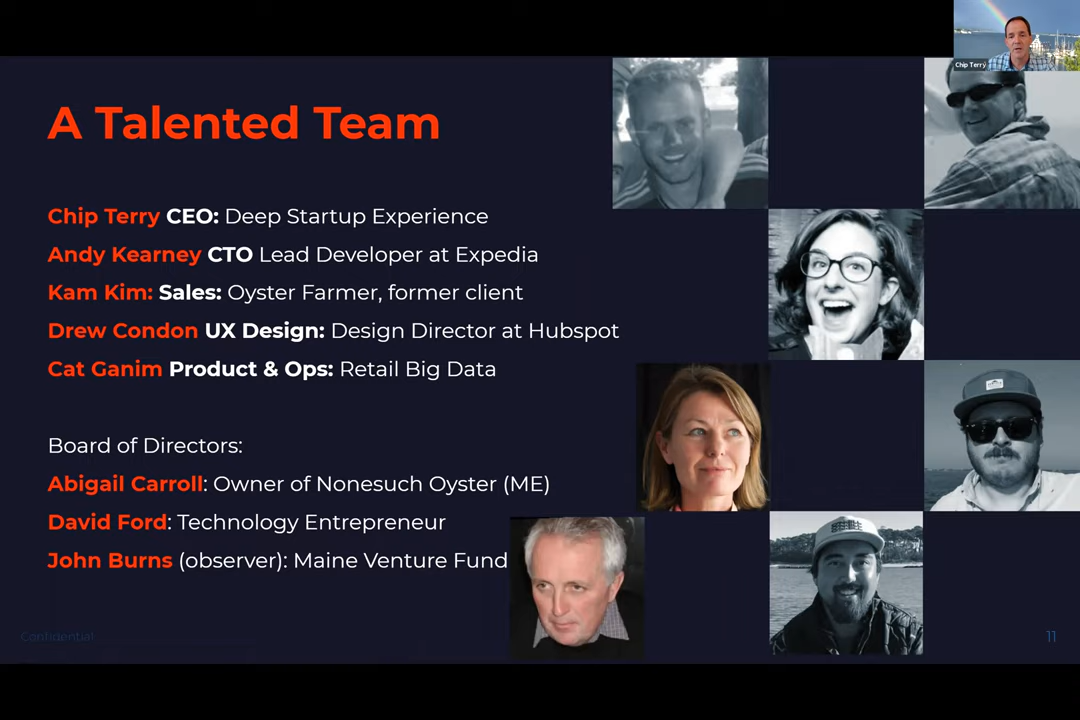 Chip Terry
A Talented Team
Chip Terry CEO: Deep Startup Experience
Andy Kearney CTO Lead Developer at Expedia
Kam Kim: Sales: Oyster Farmer, former client
Drew Condon UX Design: Design Director at Hubspot
Cat Ganim Product & Ops: Retail Big Data
Board of Directors:
Abigail Carroll: Owner of Nonesuch Oyster (ME)
David Ford: Technology Entrepreneur
John Burns (observer): Maine Venture Fund
Confidential
11